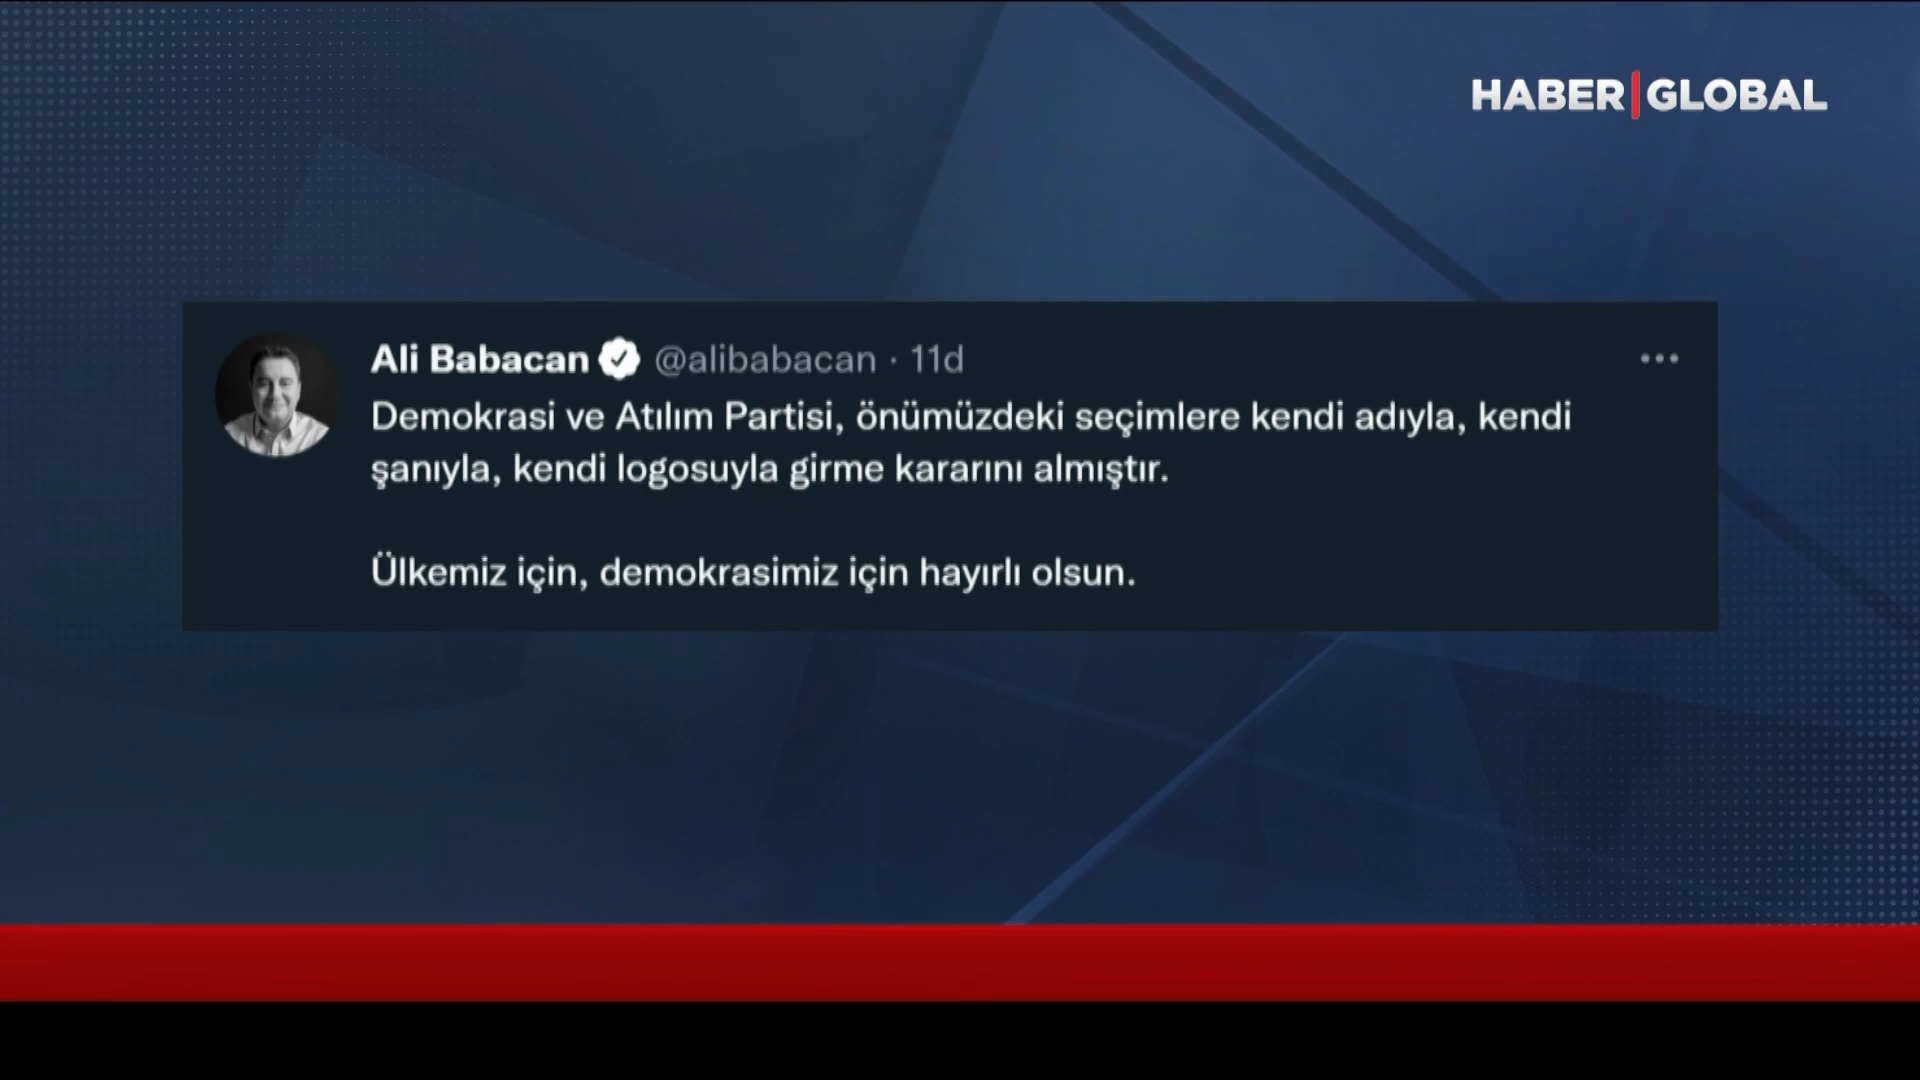 HABER GLOBAL
Ali Babacan @alibabacan · 11d
Demokrasi ve Atılım Partisi, önümüzdeki seçimlere kendi adıyla, kendi
şanıyla, kendi logosuyla girme kararını almıştır.
Ülkemiz için, demokrasimiz için hayırlı olsun.